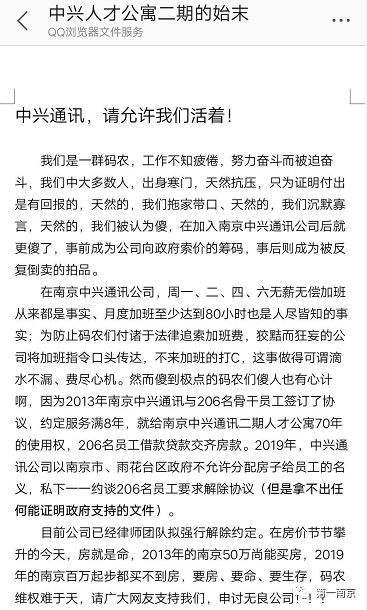 中兴人才公寓二期的始末
QQ浏览器文件服务
中兴通讯，请允许我们活着！
我们是一群码农，工作不知疲倦，努力奋斗而被迫奋
斗，我们中大多数人，出身寒门，天然抗压，只为证明付出
是有回报的，天然的，我们拖家带口、天然的，我们沉默寡
言，天然的，我们被认为傻，在加入南京中兴通讯公司后就
更傻了，事前成为公司向政府索价的筹码，事后则成为被反
复倒卖的拍品。
在南京中兴通讯公司，周一、二、四、六无薪无偿加班
从来都是事实、月度加班至少达到80小时也是人尽皆知的事
实；为防止码农们付诸于法律追索加班费，狡黠而狂妄的公
司将加班指令口头传达，不来加班的打C，这事做得可谓滴
水不漏、费尽心机。然而傻到极点的码农们傻人也有心计
啊，因为2013年南京中兴通讯与206名骨干员工签订了协
议，约定服务满8年，就给南京中兴通讯二期人才公寓70年
的使用权，206名员工借款贷款交齐房款。2019年，中兴通
讯公司以南京市、雨花台区政府不允许分配房子给员工的名
义，私下一一约谈206名员工要求解除协议（但是拿不出任
何能证明政府支持的文件）。
目前公司已经律师团队拟强行解除约定。在房价节节攀
升的今天，房就是命，2013年的南京50万尚能买房，2019
年的南京百万起步都买不到房，要房、要命、要生存，码农
维权难于天，请广大网友支持我们，申讨无良公司！！！
第一南京